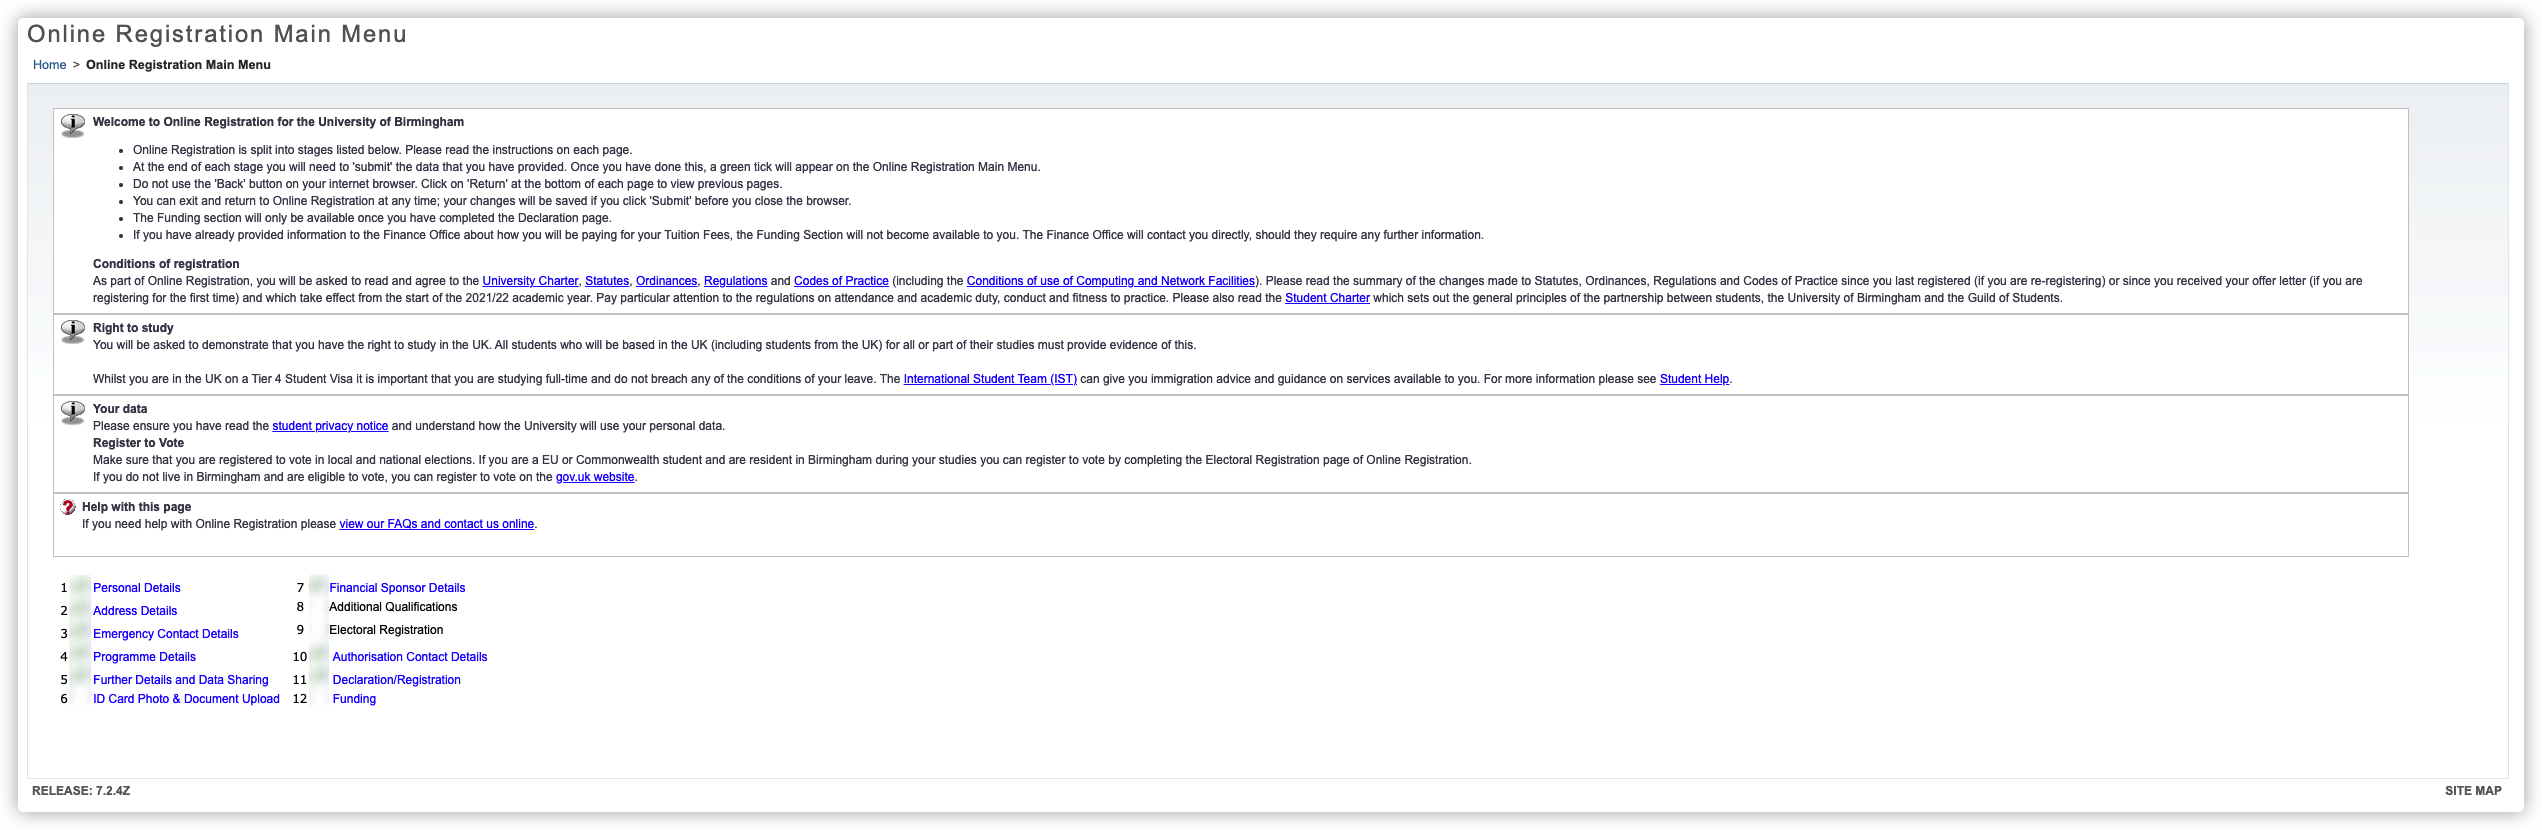 Online Registration Main Menu
Home > Online Registration Main Menu
Welcome to Online Registration for the University of Birmingham
• Online Registration is split into stages listed below. Please read the instructions on each page.
• At the end of each stage you will need to 'submit' the data that you have provided. Once you have done this, a green tick will appear on the Online Registration Main Menu.
• Do not use the 'Back' button on your internet browser. Click on 'Return' at the bottom of each page to view previous pages.
• You can exit and return to Online Registration at any time; your changes will be saved if you click 'Submit' before you close the browser.
• The Funding section will only be available once you have completed the Declaration page.
• If you have already provided information to the Finance Office about how you will be paying for your Tuition Fees, the Funding Section will not become available to you. The Finance Office will contact you directly, should they require any further information.
Conditions of registration
As part of Online Registration, you will be asked to read and agree to the University Charter, Statutes, Ordinances, Regulations and Codes of Practice (including the Conditions of use of Computing and Network Facilities). Please read the summary of the changes made to Statutes, Ordinances, Regulations and Codes of Practice since you last registered (if you are re-registering) or since you received your offer letter (if you are
registering for the first time) and which take effect from the start of the 2021/22 academic year. Pay particular attention to the regulations on attendance and academic duty, conduct and fitness to practice. Please also read the Student Charter which sets out the general principles of the partnership between students, the University of Birmingham and the Guild of Students.
Right to study
You will be asked to demonstrate that you have the right to study in the UK. All students who will be based in the UK (including students from the UK) for all or part of their studies must provide evidence of this.
Whilst you are in the UK on a Tier 4 Student Visa it is important that you are studying full-time and do not breach any of the conditions of your leave. The International Student Team (IST) can give you immigration advice and guidance on services available to you. For more information please see Student Help.
Your data
Please ensure you have read the student privacy notice and understand how the University will use your personal data.
Register to Vote
Make sure that you are registered to vote in local and national elections. If you are a EU or Commonwealth student and are resident in Birmingham during your studies you can register to vote by completing the Electoral Registration page of Online Registration.
If you do not live in Birmingham and are eligible to vote, you can register to vote on the gov.uk website.
Help with this page
If you need help with Online Registration please view our FAQs and contact us online.
1 Personal Details
2 Address Details
3 Emergency Contact Details
4 Programme Details
5 Further Details and Data Sharing
6 ID Card Photo & Document Upload
7 Financial Sponsor Details
8 Additional Qualifications
9 Electoral Registration
10 Authorisation Contact Details
11 Declaration/Registration
12 Funding
RELEASE: 7.2.4Z
SITE MAP